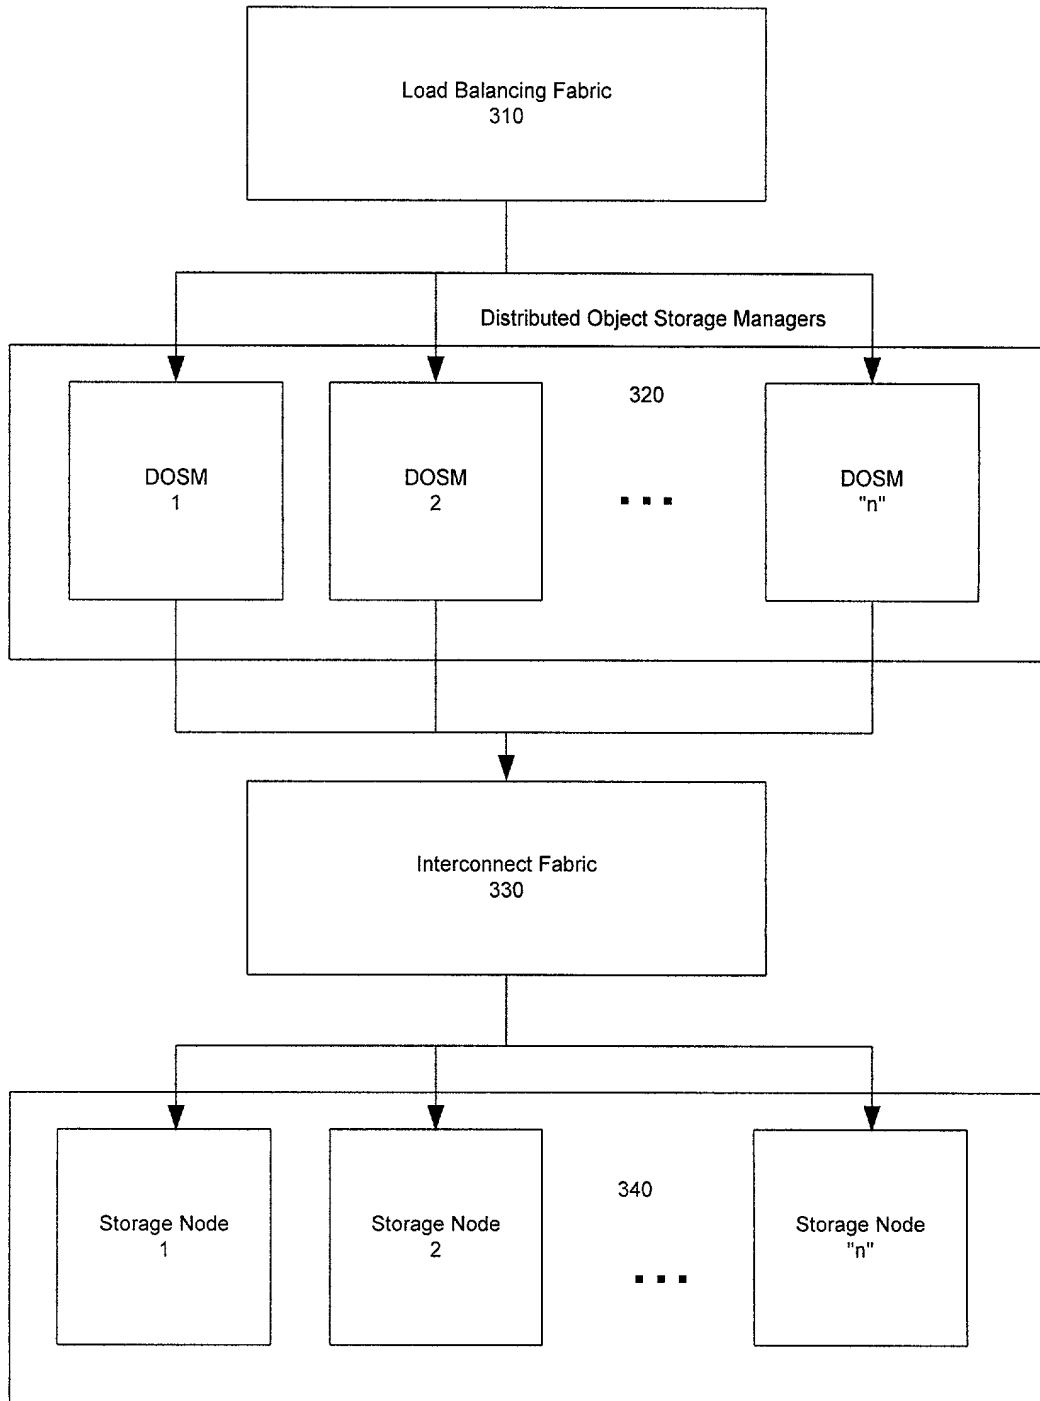 Load Balancing Fabric
310
Distributed Object Storage Managers
320
DOSM
1
DOSM
2
DOSM
"n"
Interconnect Fabric
330
340
Storage Node
1
Storage Node
2
Storage Node
"n"